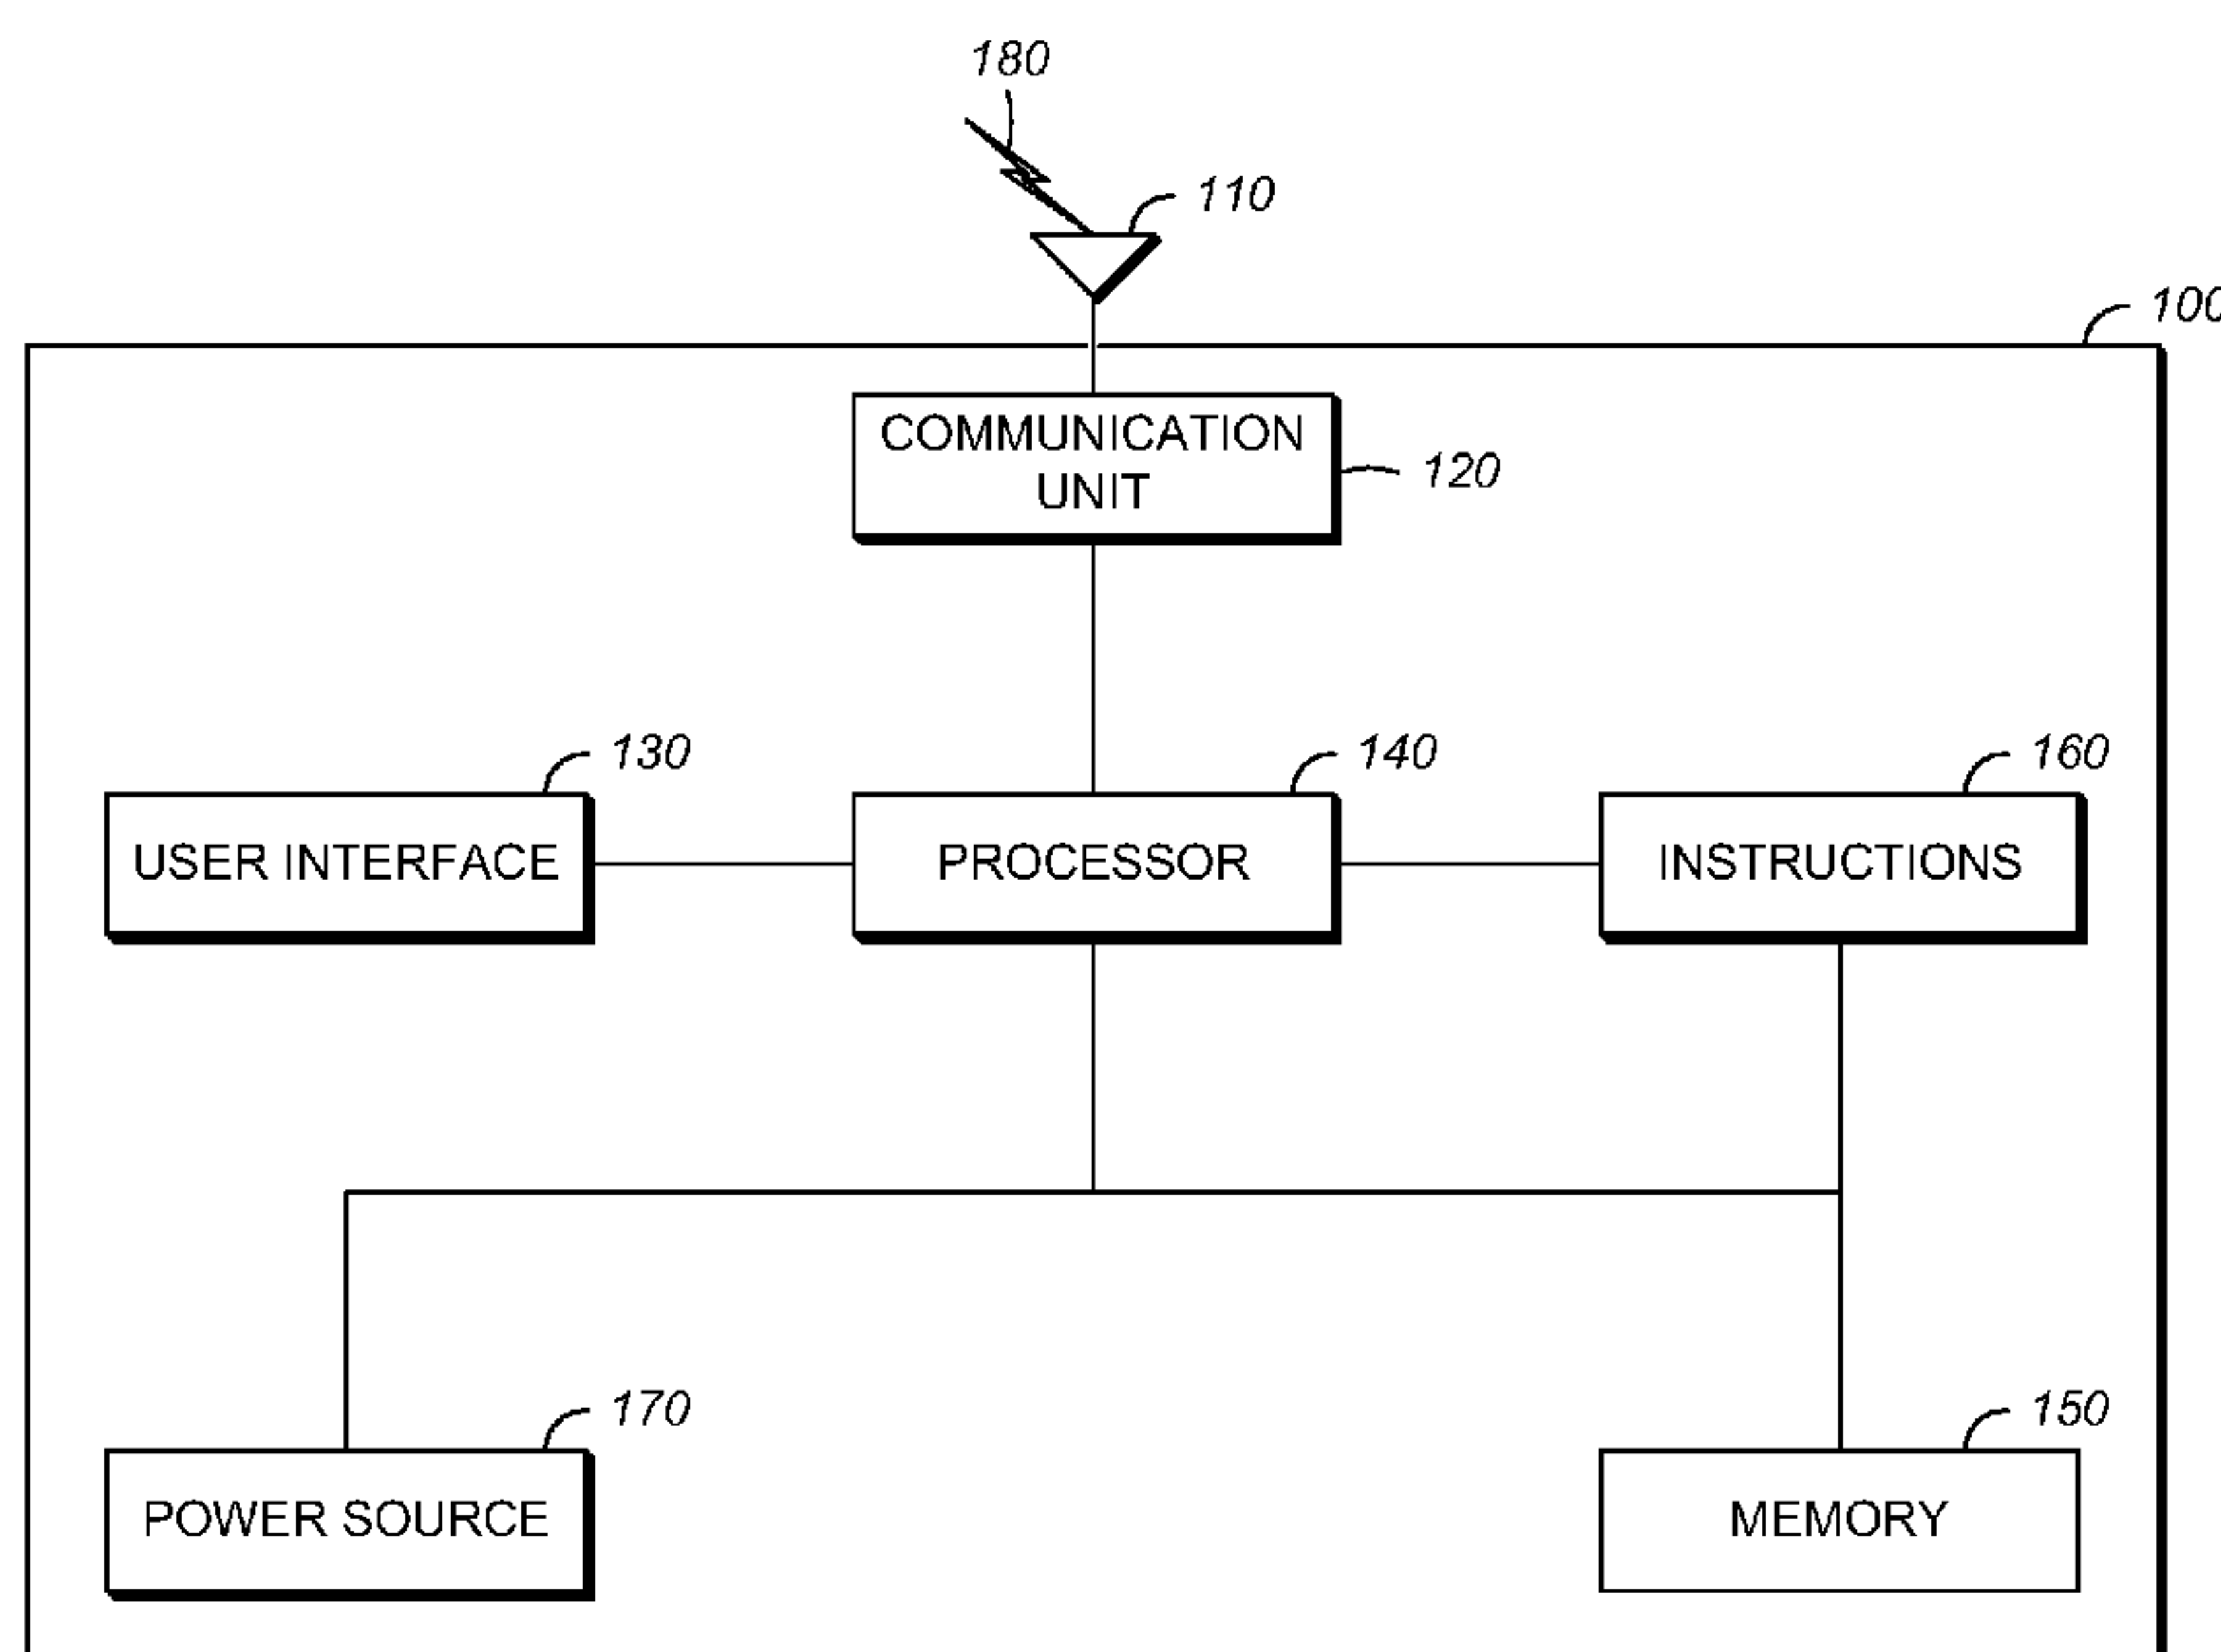 180
110
100
COMMUNICATION
UNIT
120
130
140
160
USER INTERFACE
PROCESSOR
INSTRUCTIONS
170
150
POWER SOURCE
MEMORY